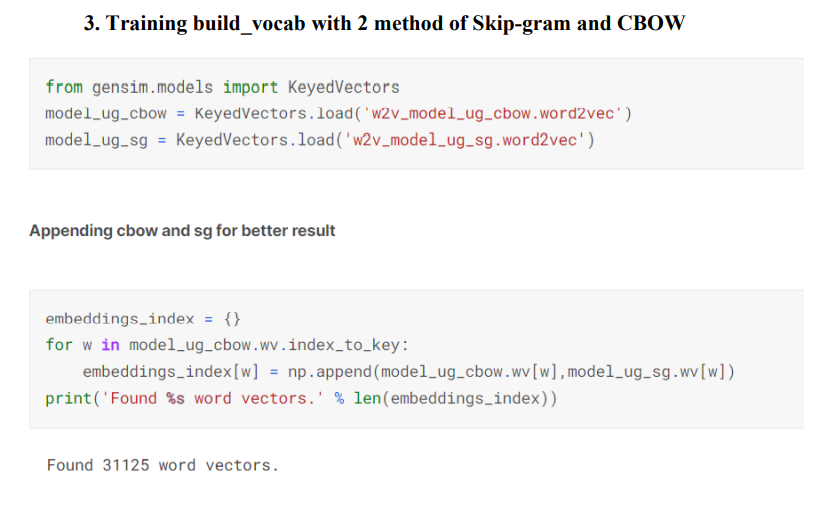 3. Training build_vocab with 2 method of Skip-gram and CBOW
from gensim.models import KeyedVectors
model_ug_cbow = KeyedVectors.load('w2v_model_ug_cbow.word2vec')
model_ug_sg = KeyedVectors.load('w2v_model_ug_sg.word2vec')
Appending cbow and sg for better result
embeddings_index = {}
for w in model_ug_cbow.wv.index_to_key:
    embeddings_index[w] = np.append(model_ug_cbow.wv[w],model_ug_sg.wv[w])
print('Found %s word vectors.' % len(embeddings_index))
Found 31125 word vectors.